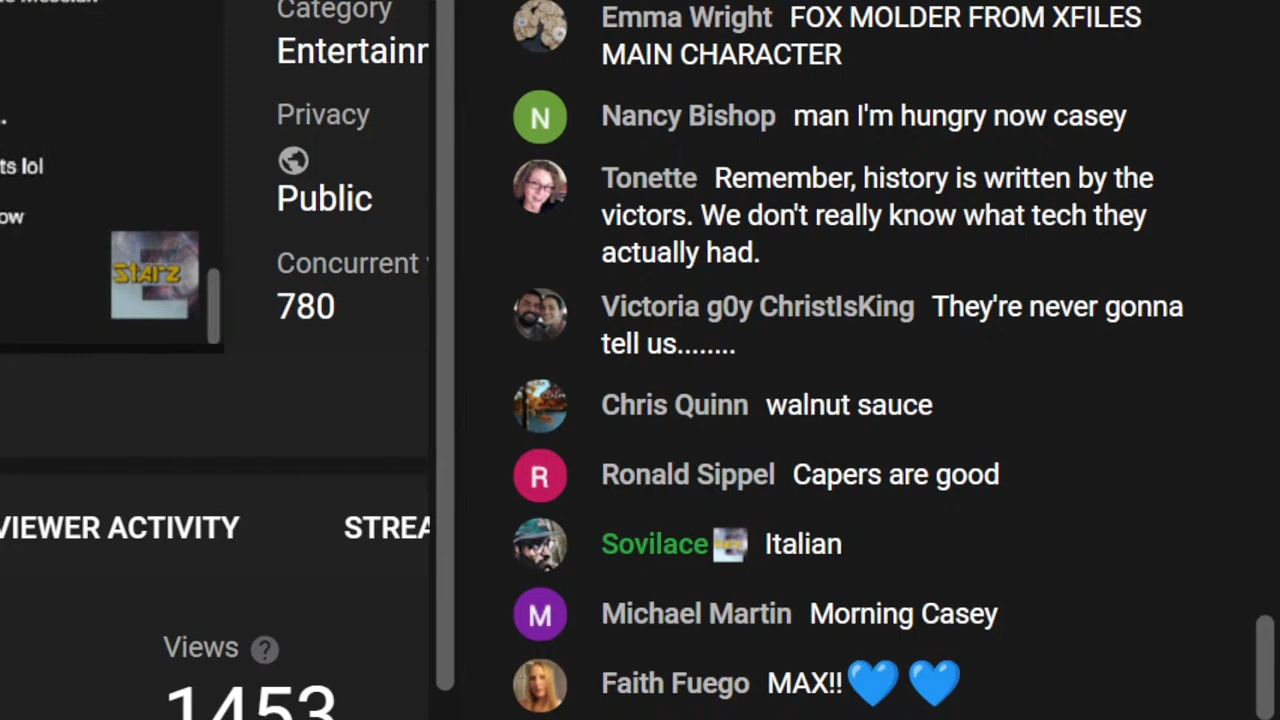 Category
Entertainm
Privacy
Public
Concurrent
780
ts lol
ow
Starz
VIEWER ACTIVITY
STREA
Views ?
1453
Emma Wright FOX MOLDER FROM XFILES
MAIN CHARACTER
N Nancy Bishop man I'm hungry now casey
Tonette Remember, history is written by the
victors. We don't really know what tech they
actually had.
Victoria g0y ChristIsKing They're never gonna
tell us........
Chris Quinn walnut sauce
R Ronald Sippel Capers are good
Sovilace Italian
M Michael Martin Morning Casey
Faith Fuego MAX!!💙💙